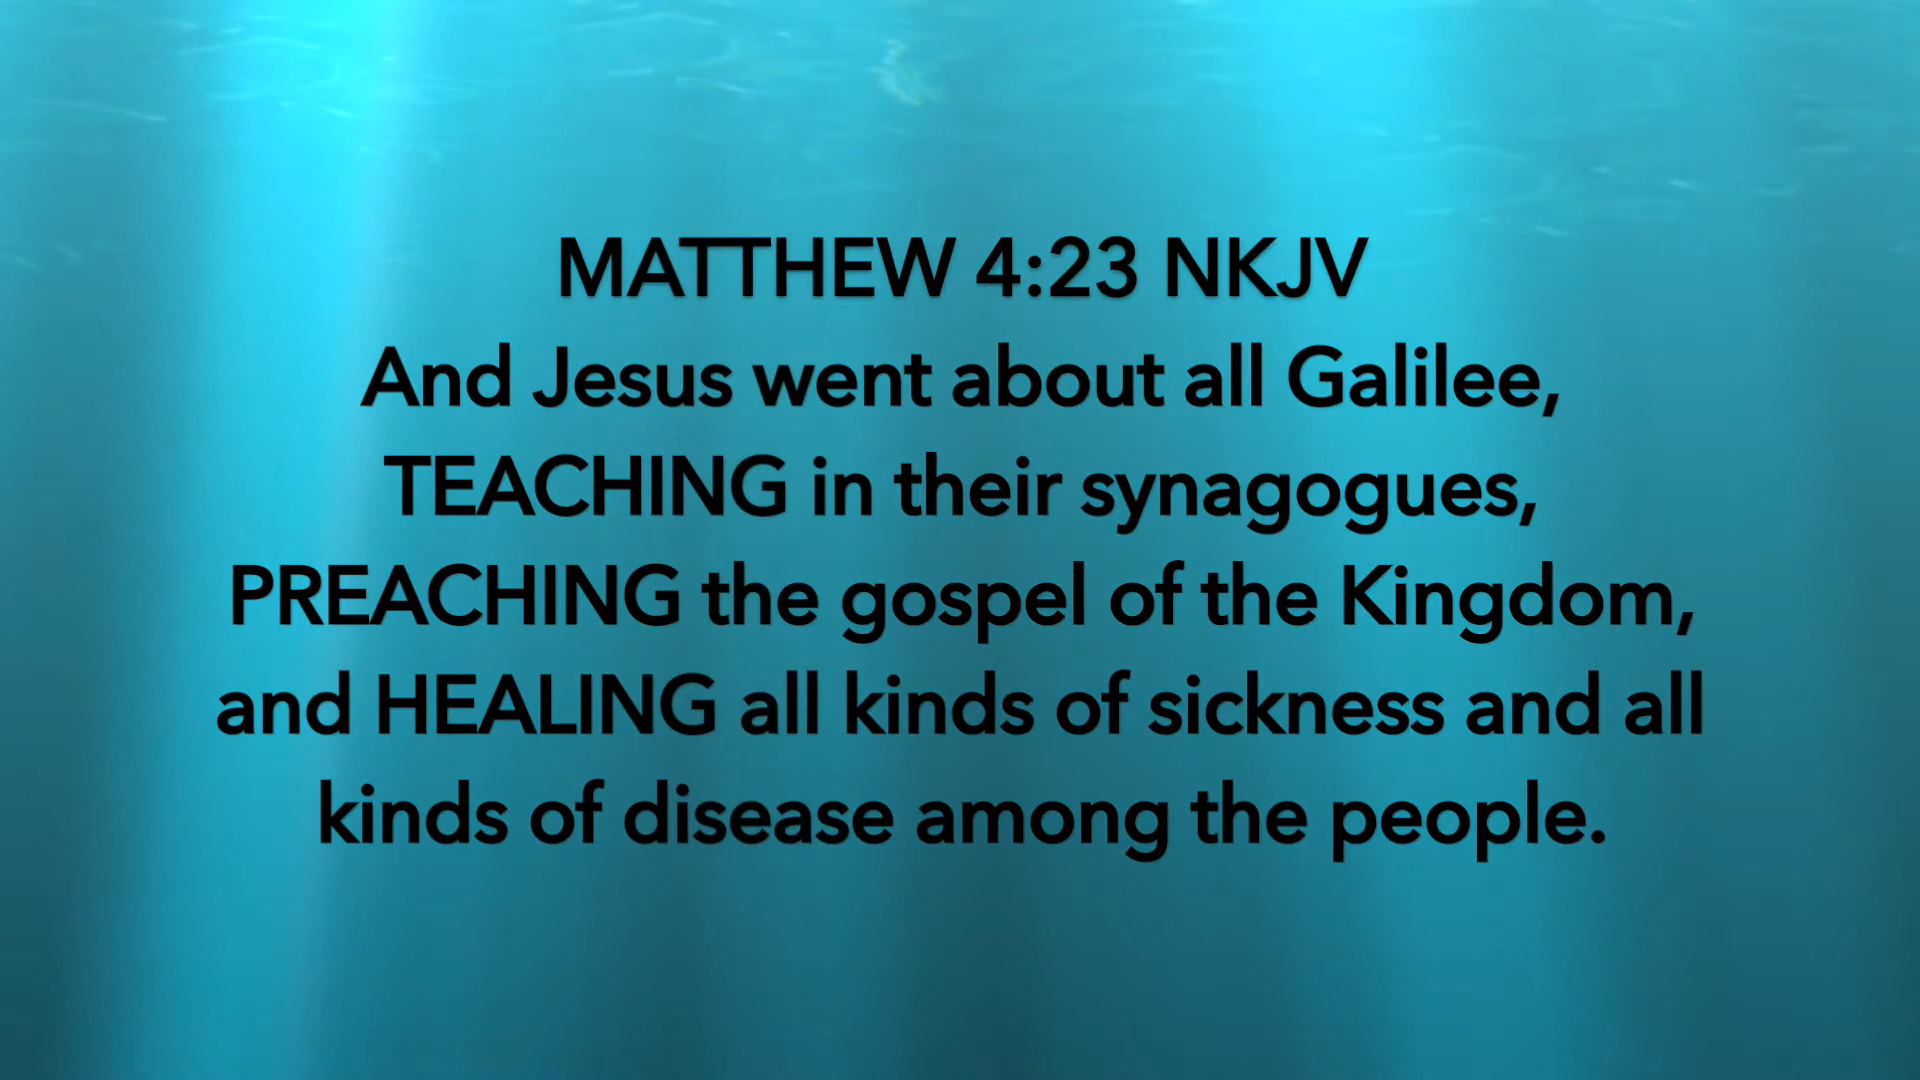 MATTHEW 4:23 NKJV
And Jesus went about all Galilee,
TEACHING in their synagogues,
PREACHING the gospel of the Kingdom,
and HEALING all kinds of sickness and all
kinds of disease among the people.